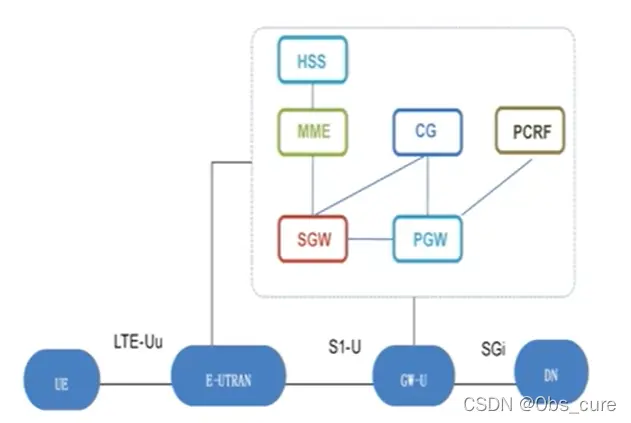 HSS
MME
CG
PCRF
SGW
PGW
LTE-Uu
S1-U
SGi
UE
E-UTRAN
GW-U
DN
CSDN @Obs_cure